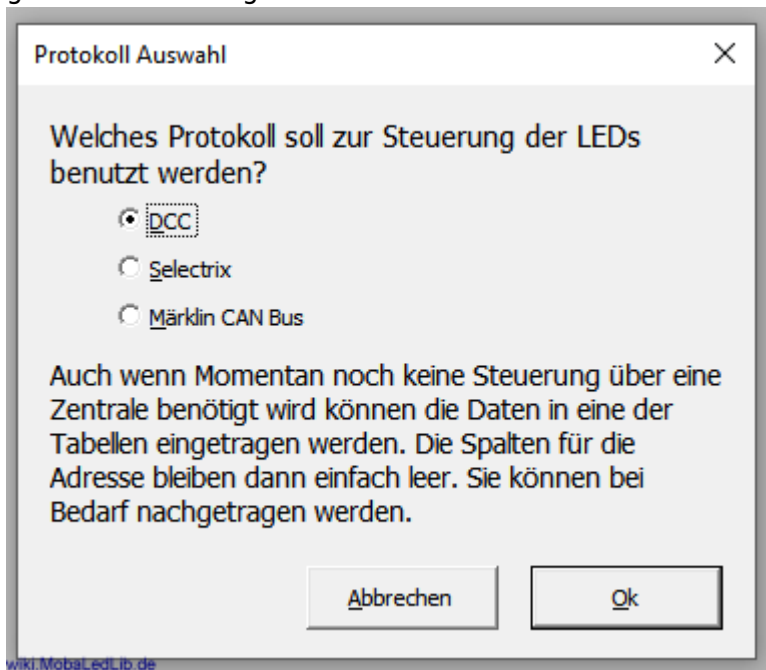 Protokoll Auswahl
Welches Protokoll soll zur Steuerung der LEDs
benutzt werden?
DCC
Selectrix
Märklin CAN Bus
Auch wenn Momentan noch keine Steuerung über eine
Zentrale benötigt wird können die Daten in eine der
Tabellen eingetragen werden. Die Spalten für die
Adresse bleiben dann einfach leer. Sie können bei
Bedarf nachgetragen werden.
Abbrechen Ok
wiki.MobaLedLib.de